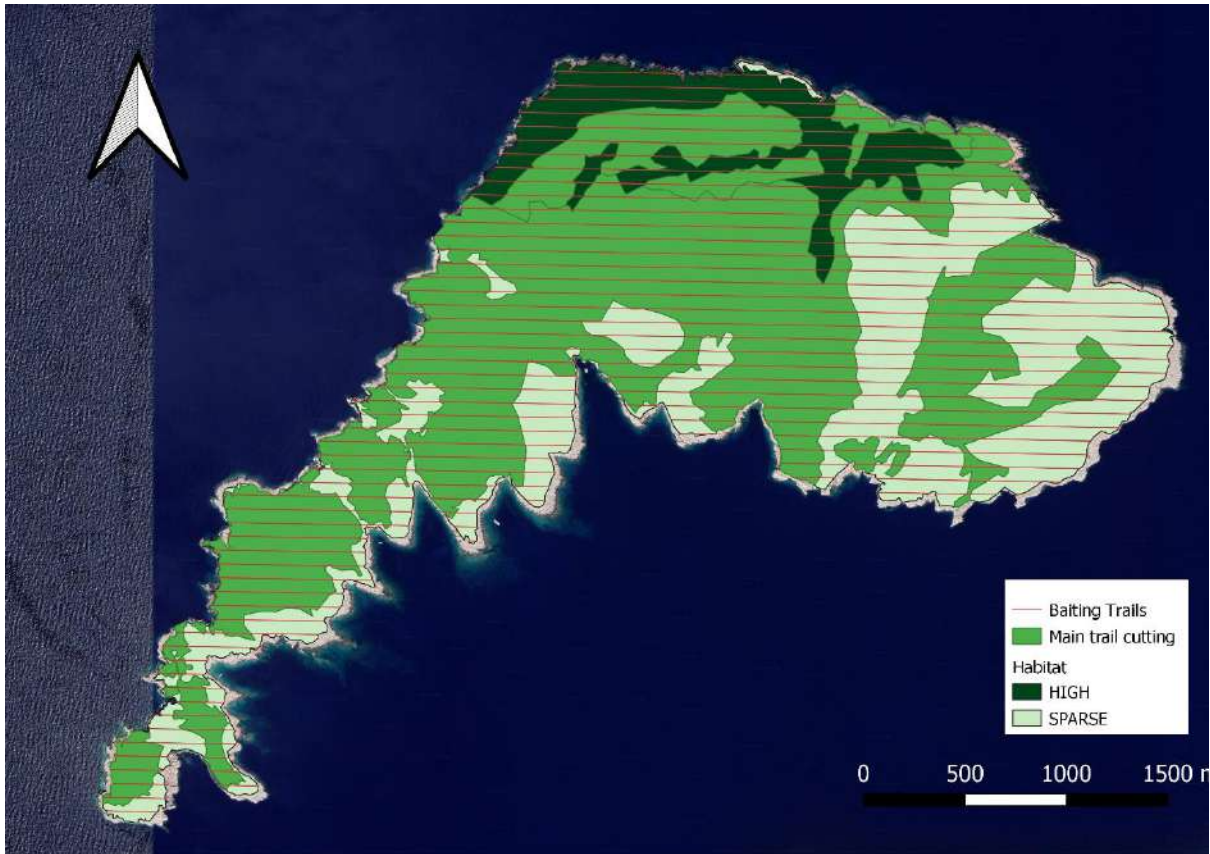 Baiting Trails
Main trail cutting
Habitat
HIGH
SPARSE
0 500 1000 1500 m